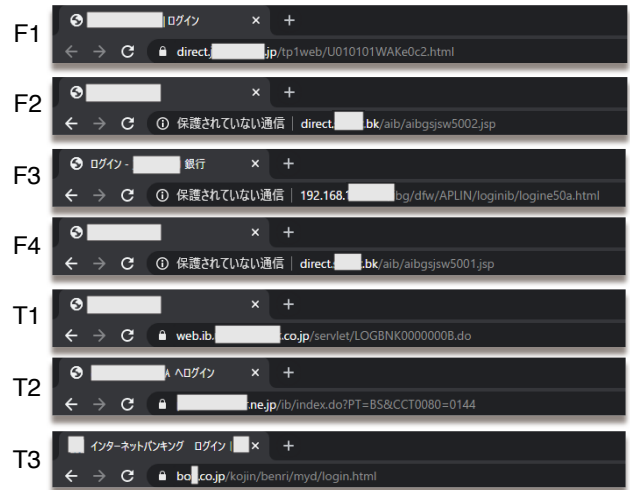 F1
ログイン × +
direct. .jp/tp1web/U010101WAKe0c2.html
F2
× +
保護されていない通信 | direct. .bk/aib/aibgsjsw5002.jsp
F3
ログイン - 銀行 × +
保護されていない通信 | 192.168. bg/dfw/APLIN/loginib/logine50a.html
F4
× +
保護されていない通信 | direct. .bk/aib/aibgsjsw5001.jsp
T1
× +
web.ib. .co.jp/servlet/LOGBNK0000000B.do
T2
A へログイン × +
.ne.jp/ib/index.do?PT=BS&CCT0080=0144
T3
インターネットバンキング ログイン | × +
bo .co.jp/kojin/benri/myd/login.html